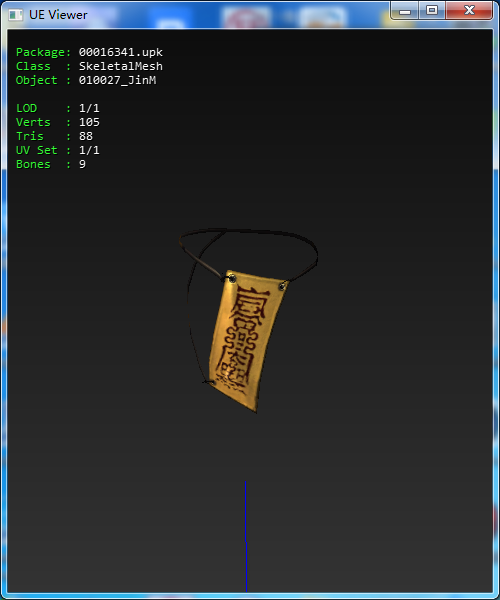 UE Viewer
Package: 00016341.upk
Class : SkeletalMesh
Object : 010027_JinM
LOD : 1/1
Verts : 105
Tris : 88
UV Set : 1/1
Bones : 9